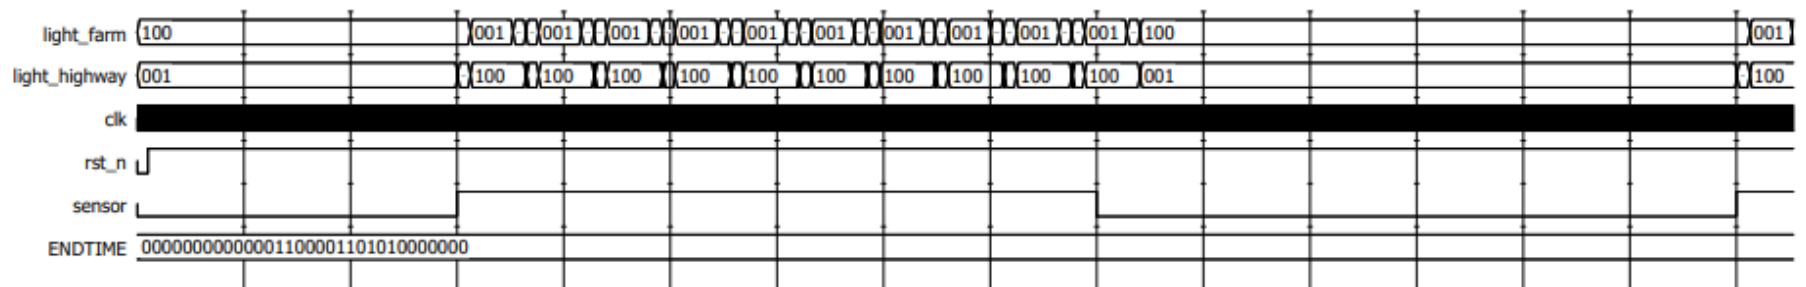 light_farm 100 001 001 001 001 001 001 001 001 001 001 100 001
light_highway 001 100 100 100 100 100 100 100 100 100 100 001 100
clk
rst_n
sensor
ENDTIME 00000000000000110000110101000000